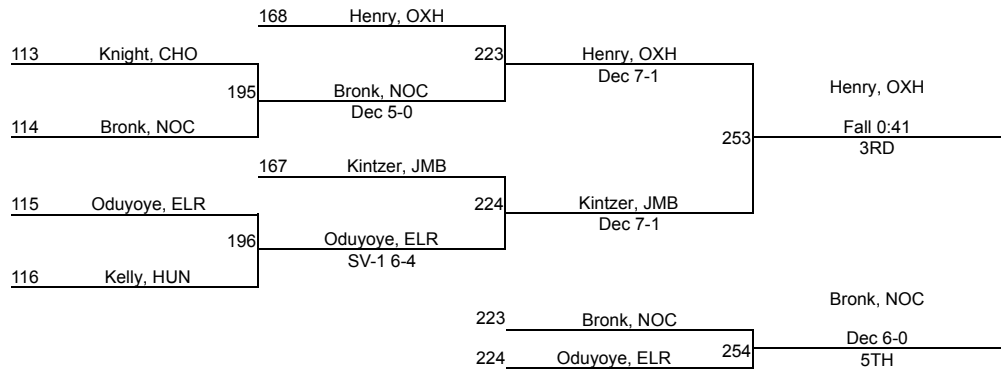 168 Henry, OXH
113 Knight, CHO
223
Henry, OXH
Dec 7-1
195
Bronk, NOC
Dec 5-0
Henry, OXH
114 Bronk, NOC
253
Fall 0:41
3RD
167 Kintzer, JMB
115 Oduyoye, ELR
224
Kintzer, JMB
Dec 7-1
196
Oduyoye, ELR
SV-1 6-4
116 Kelly, HUN
Bronk, NOC
223 Bronk, NOC
Dec 6-0
254
5TH
224 Oduyoye, ELR